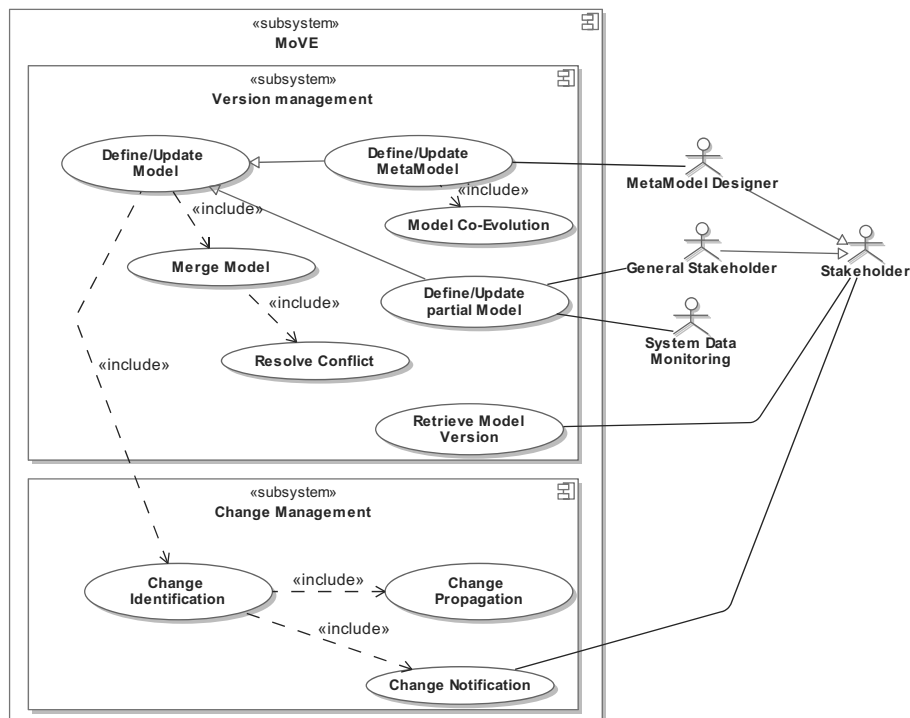 «subsystem»
MoVE
«subsystem»
Version management
Define/Update
Model
Define/Update
MetaModel
MetaModel Designer
«include»
«include»
Model Co-Evolution
Merge Model
General Stakeholder
Stakeholder
Define/Update
partial Model
«include»
System Data
Monitoring
Resolve Conflict
«include»
Retrieve Model
Version
«subsystem»
Change Management
Change
Identification
«include»
Change
Propagation
«include»
Change Notification